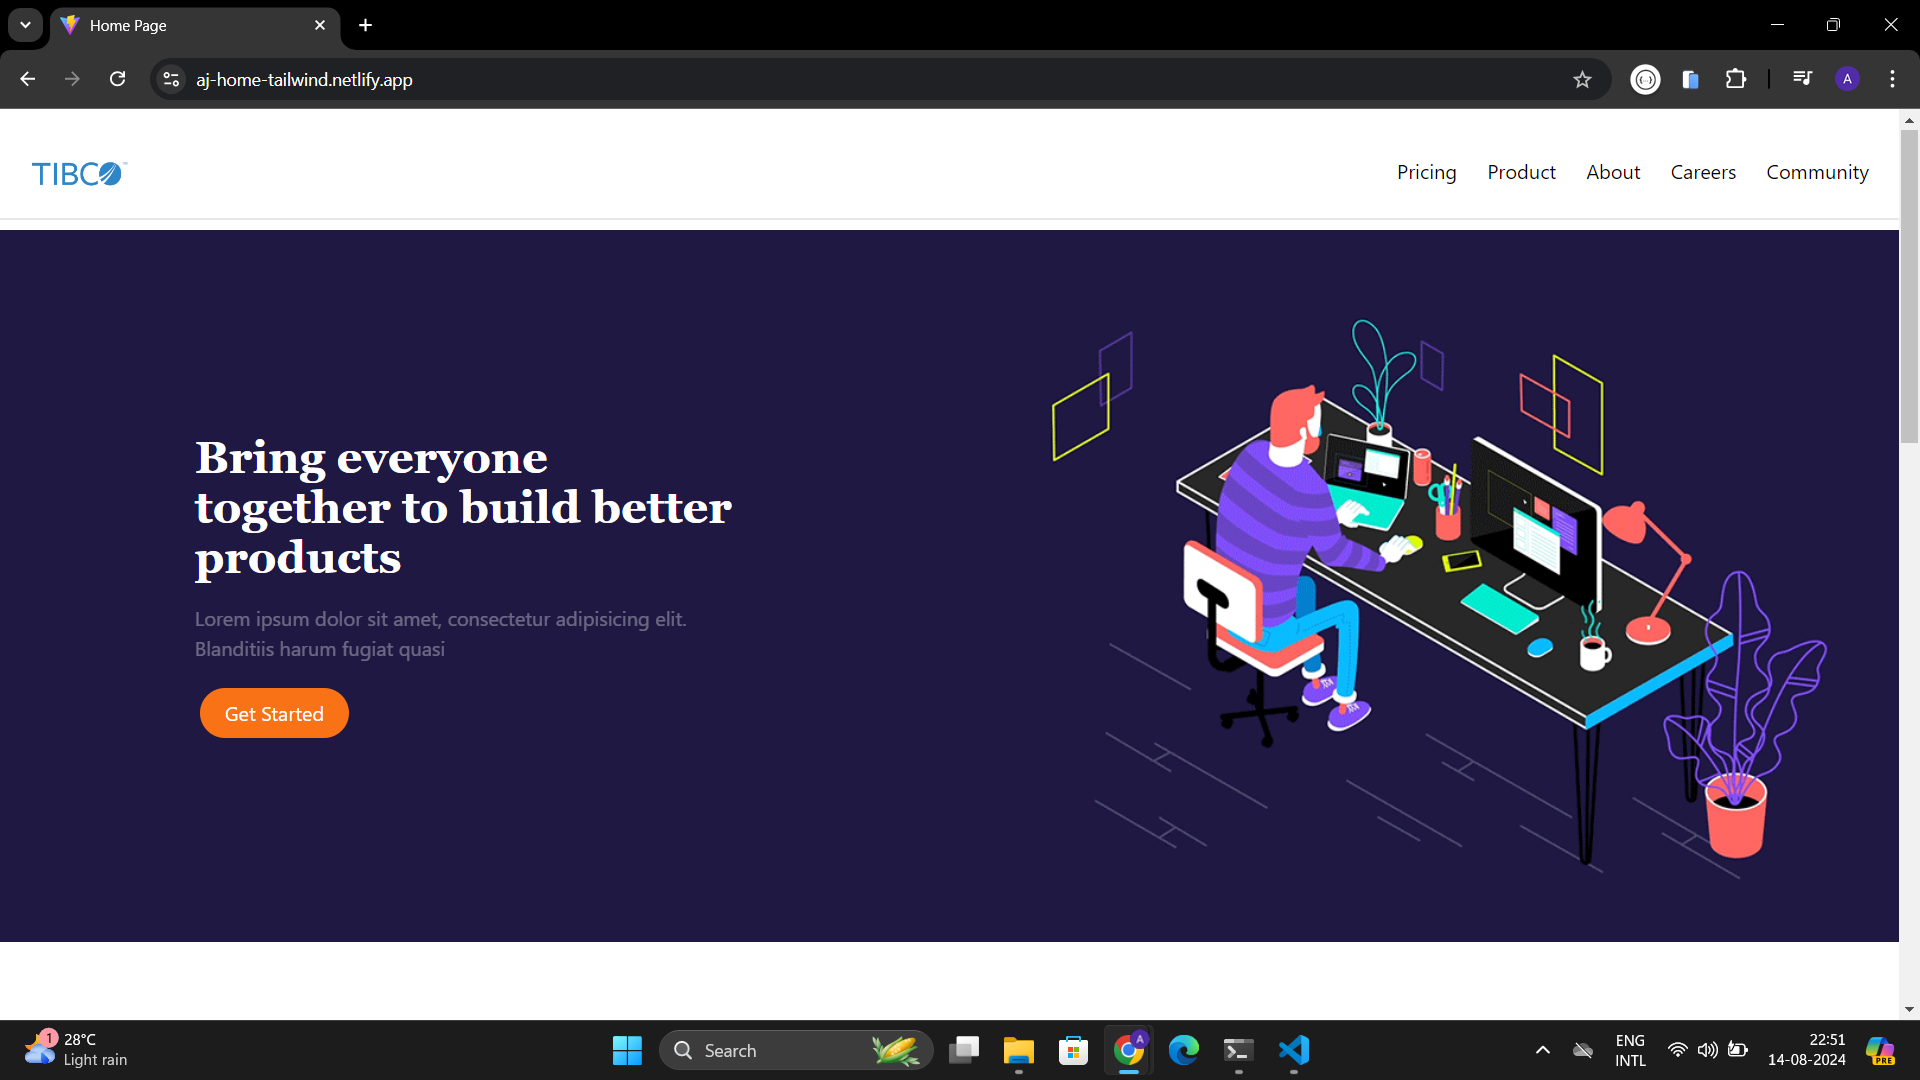 Home Page
aj-home-tailwind.netlify.app
A
TIBCO™
Pricing Product About Careers Community
Bring everyone
together to build better
products
Lorem ipsum dolor sit amet, consectetur adipisicing elit.
Blanditiis harum fugiat quasi
Get Started
1
28°C
Light rain
Search
A
ENG
INTL
22:51
14-08-2024
PRE